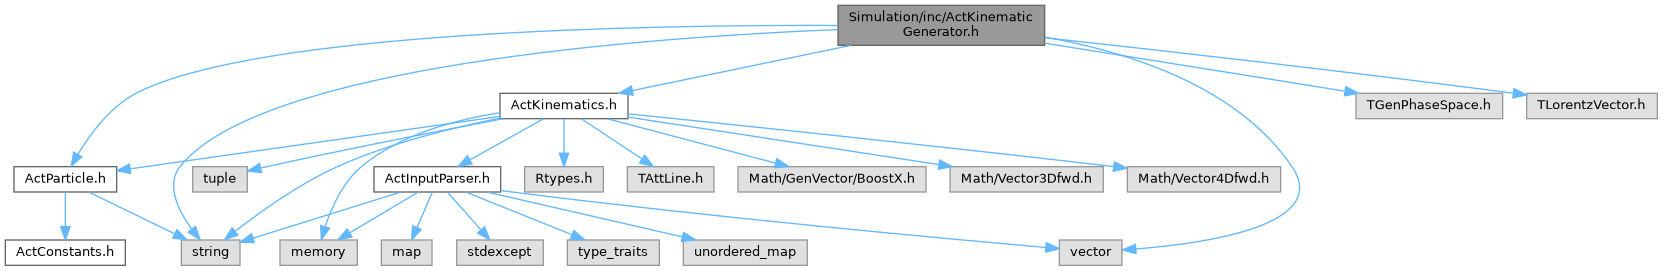 Simulation/inc/ActKinematic
Generator.h
ActKinematics.h
TGenPhaseSpace.h
TLorentzVector.h
ActParticle.h
tuple
ActInputParser.h
Rtypes.h
TAttLine.h
Math/GenVector/BoostX.h
Math/Vector3Dfwd.h
Math/Vector4Dfwd.h
ActConstants.h
string
memory
map
stdexcept
type_traits
unordered_map
vector